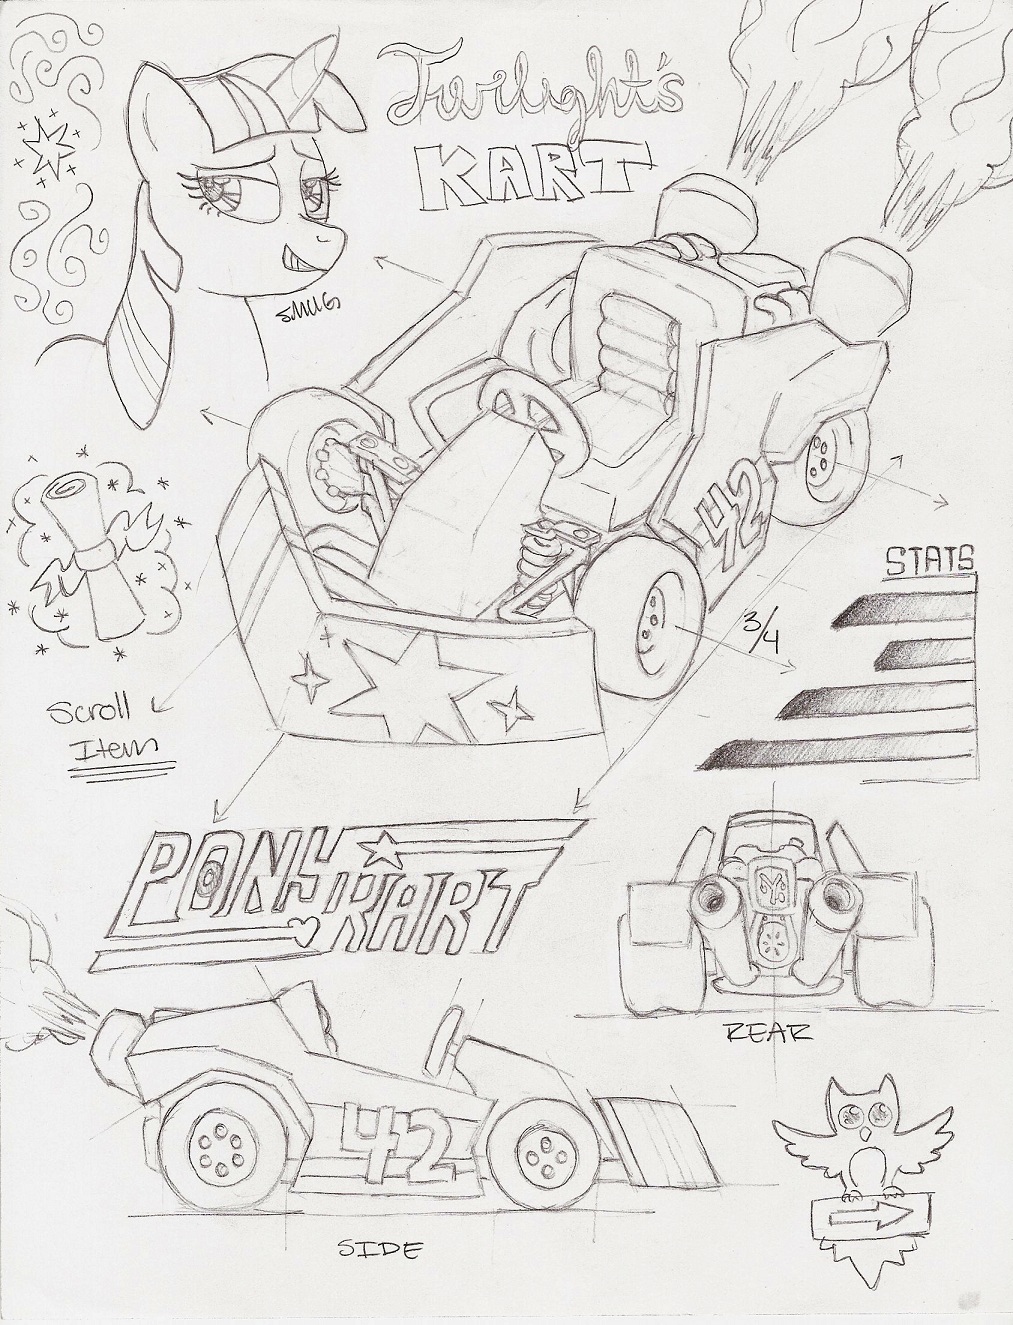 Twilight's
KART
SMUG
42
STATS
3/4
Scroll
Item
PONY
KART
REAR
42
SIDE